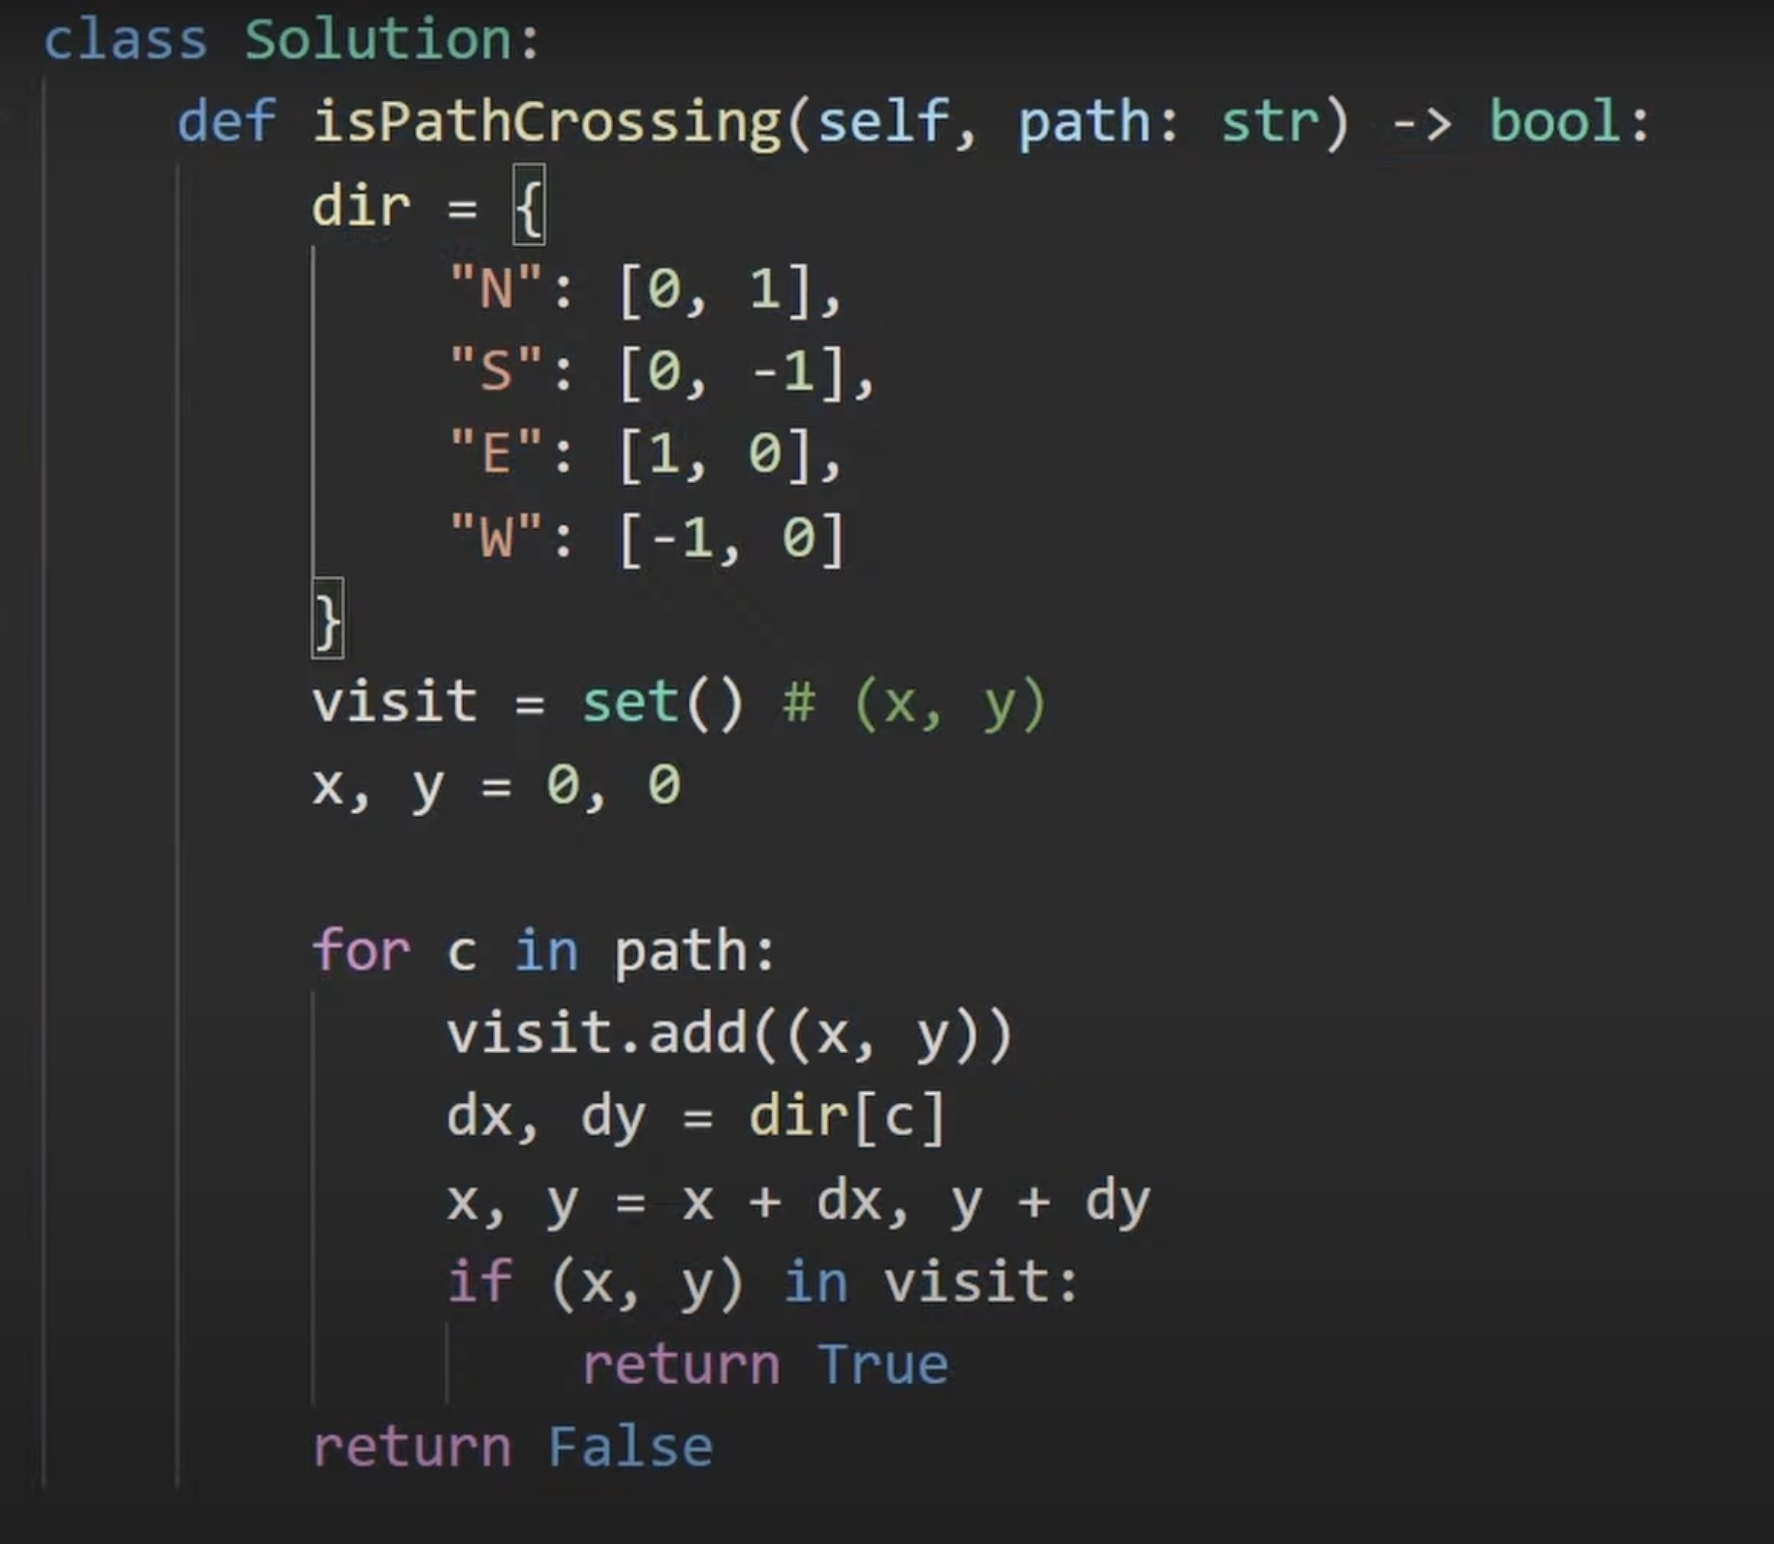 class Solution:
    def isPathCrossing(self, path: str) -> bool:
        dir = {
            "N": [0, 1],
            "S": [0, -1],
            "E": [1, 0],
            "W": [-1, 0]
        }
        visit = set() # (x, y)
        x, y = 0, 0

        for c in path:
            visit.add((x, y))
            dx, dy = dir[c]
            x, y = x + dx, y + dy
            if (x, y) in visit:
                return True
        return False